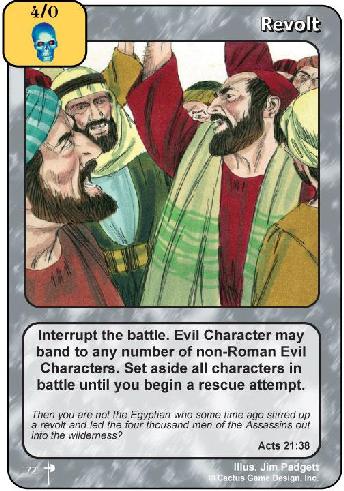 4/0
Revolt
Interrupt the battle. Evil Character may
band to any number of non-Roman Evil
Characters. Set aside all characters in
battle until you begin a rescue attempt.
Then you are not the Egyptian who some time ago stirred up
a revolt and led the four thousand men of the Assassins out
into the wilderness?
Acts 21:38
Illus. Jim Padgett
© Cactus Game Design, Inc.